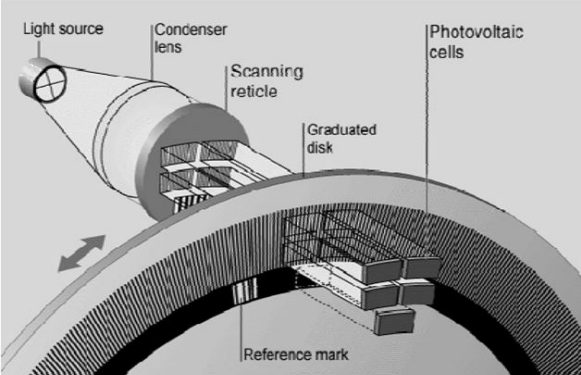 Light source
Condenser
lens
Scanning
reticle
Graduated
disk
Photovoltaic
cells
Reference mark